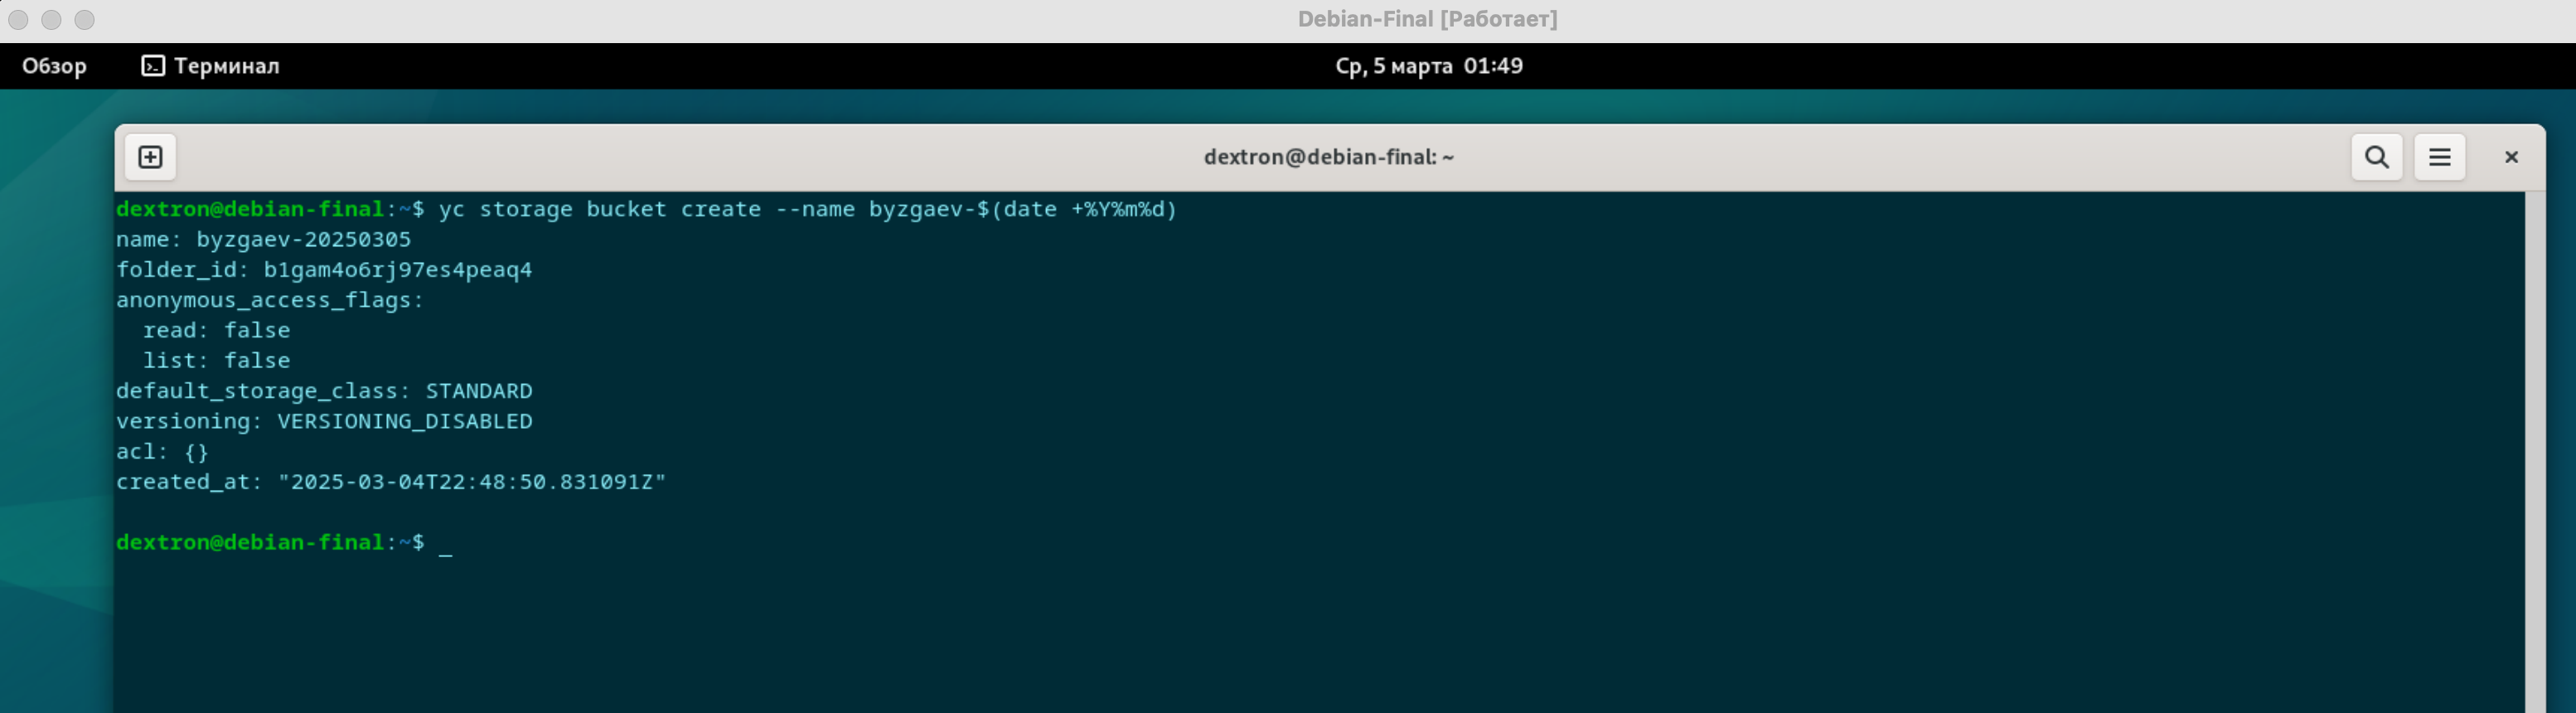 Debian-Final [Работает]
Обзор Терминал Ср, 5 марта 01:49
dextron@debian-final: ~
dextron@debian-final:~$ yc storage bucket create --name byzgaev-$(date +%Y%m%d)
name: byzgaev-20250305
folder_id: b1gam4o6rj97es4peaq4
anonymous_access_flags:
  read: false
  list: false
default_storage_class: STANDARD
versioning: VERSIONING_DISABLED
acl: {}
created_at: "2025-03-04T22:48:50.831091Z"
dextron@debian-final:~$ _